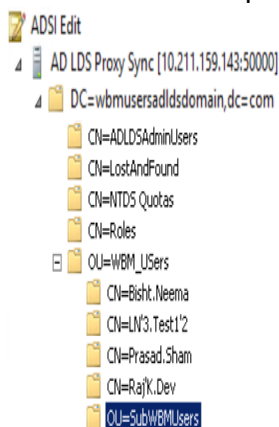 ADSI Edit
AD LDS Proxy Sync [10.211.159.143:50000]
DC=wbmusersadldsdomain,dc=com
CN=ADLDSAdminUsers
CN=LostAndFound
CN=NTDS Quotas
CN=Roles
OU=WBM_USers
CN=Bisht.Neema
CN=LN'3.Test1'2
CN=Prasad.Sham
CN=Raj'K.Dev
OU=SubWBMUsers